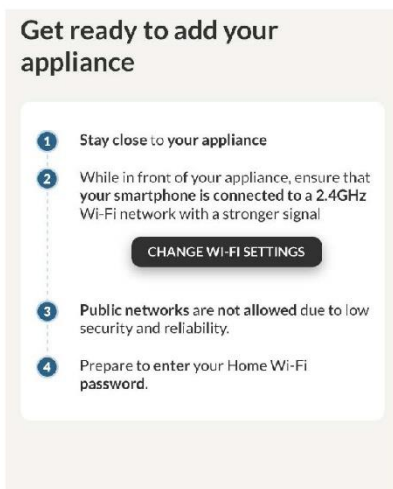 Get ready to add your
appliance
1 Stay close to your appliance
2 While in front of your appliance, ensure that
your smartphone is connected to a 2.4GHz
Wi-Fi network with a stronger signal
CHANGE WI-FI SETTINGS
3 Public networks are not allowed due to low
security and reliability.
4 Prepare to enter your Home Wi-Fi
password.